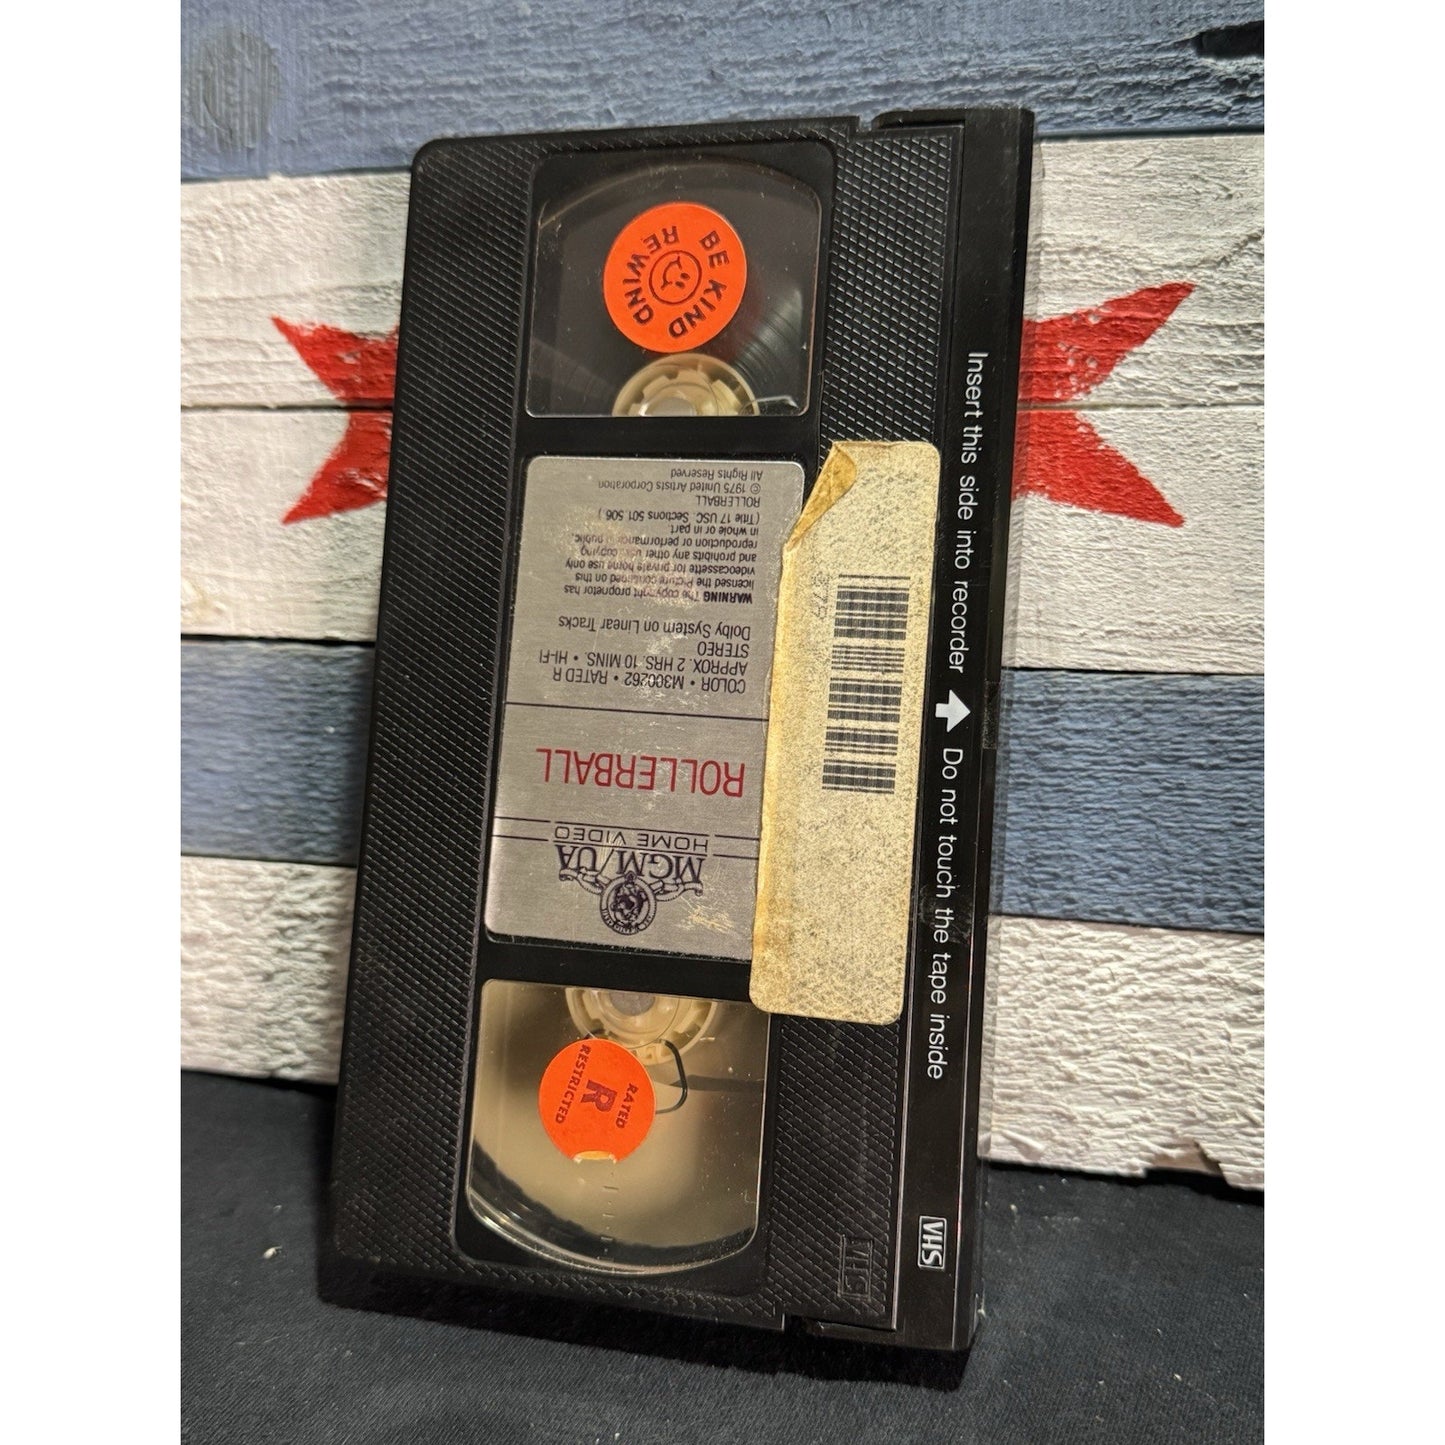 BE KIND
REWIND
MGM/UA
HOME VIDEO
ROLLERBALL
COLOR • M300262 • RATED R
APPROX. 2 HRS. 10 MINS. • HI-FI
STEREO
Dolby System on Linear Tracks
WARNING The copyright proprietor has
licensed the Picture contained on this
videocassette for private home use only
and prohibits any other use, copying
reproduction or performance in public,
in whole or in part.
(Title 17 USC. Sections 501 506)
ROLLERBALL
© 1975 United Artists Corporation
All Rights Reserved
RATED
R
RESTRICTED
Insert this side into recorder Do not touch the tape inside
VHS
VHS